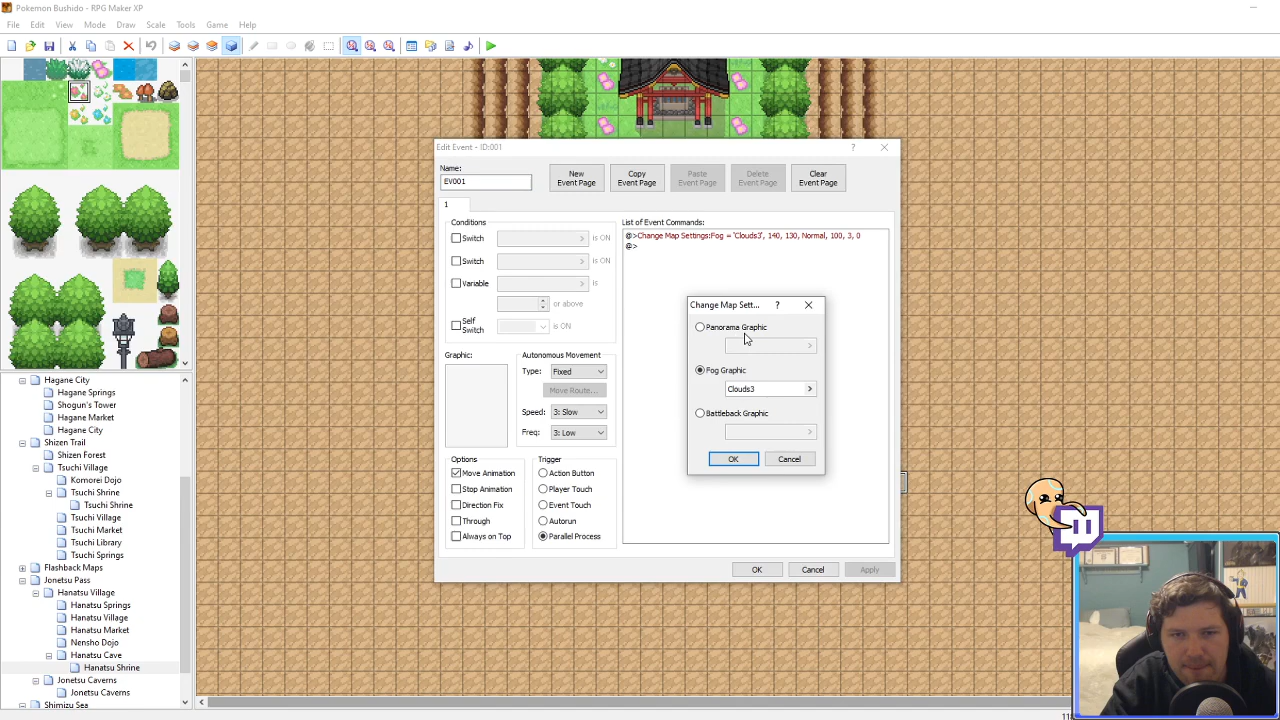 Pokemon Bushido - RPG Maker XP
File Edit View Mode Draw Scale Tools Game Help
Edit Event - ID:001
?
Name:
EV001
New Event Page
Copy Event Page
Paste Event Page
Delete Event Page
Clear Event Page
1
Conditions
Switch is ON
Switch is ON
Variable is
or above
Self Switch is ON
Graphic:
Autonomous Movement
Type: Fixed
Move Route...
Speed: 3: Slow
Freq: 3: Low
Options
Move Animation
Stop Animation
Direction Fix
Through
Always on Top
Trigger
Action Button
Player Touch
Event Touch
Autorun
Parallel Process
List of Event Commands:
@>Change Map Settings:Fog = 'Clouds3', 140, 130, Normal, 100, 3, 0
@>
Change Map Sett... ?
Panorama Graphic
Fog Graphic
Clouds3
Battleback Graphic
OK Cancel
OK Cancel Apply
Hagane City
Hagane Springs
Shogun's Tower
Hagane Market
Hagane City
Shizen Trail
Shizen Forest
Tsuchi Village
Komorei Dojo
Tsuchi Shrine
Tsuchi Shrine
Tsuchi Village
Tsuchi Market
Tsuchi Library
Tsuchi Springs
Flashback Maps
Jonetsu Pass
Hanatsu Village
Hanatsu Springs
Hanatsu Village
Hanatsu Market
Nensho Dojo
Hanatsu Cave
Hanatsu Shrine
Jonetsu Caverns
Jonetsu Caverns
Shimizu Sea